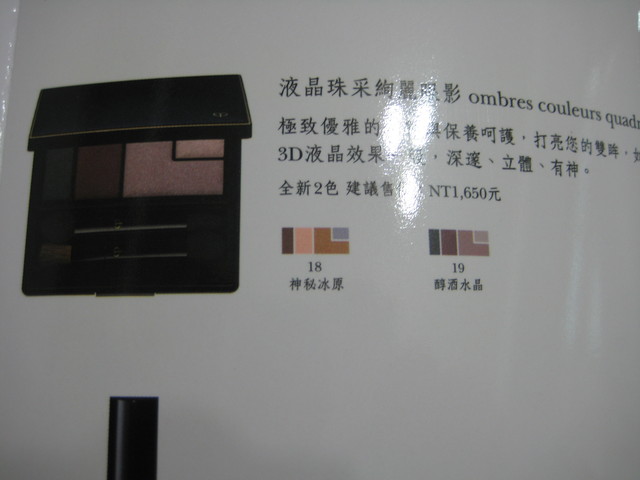 液晶珠采絢麗眼影 ombres couleurs quadr
極致優雅的 與保養呵護，打亮您的雙眸，如
3D液晶效果 ，深邃、立體、有神。
全新2色 建議售價 NT1,650元
18
神秘冰原
19
醇酒水晶